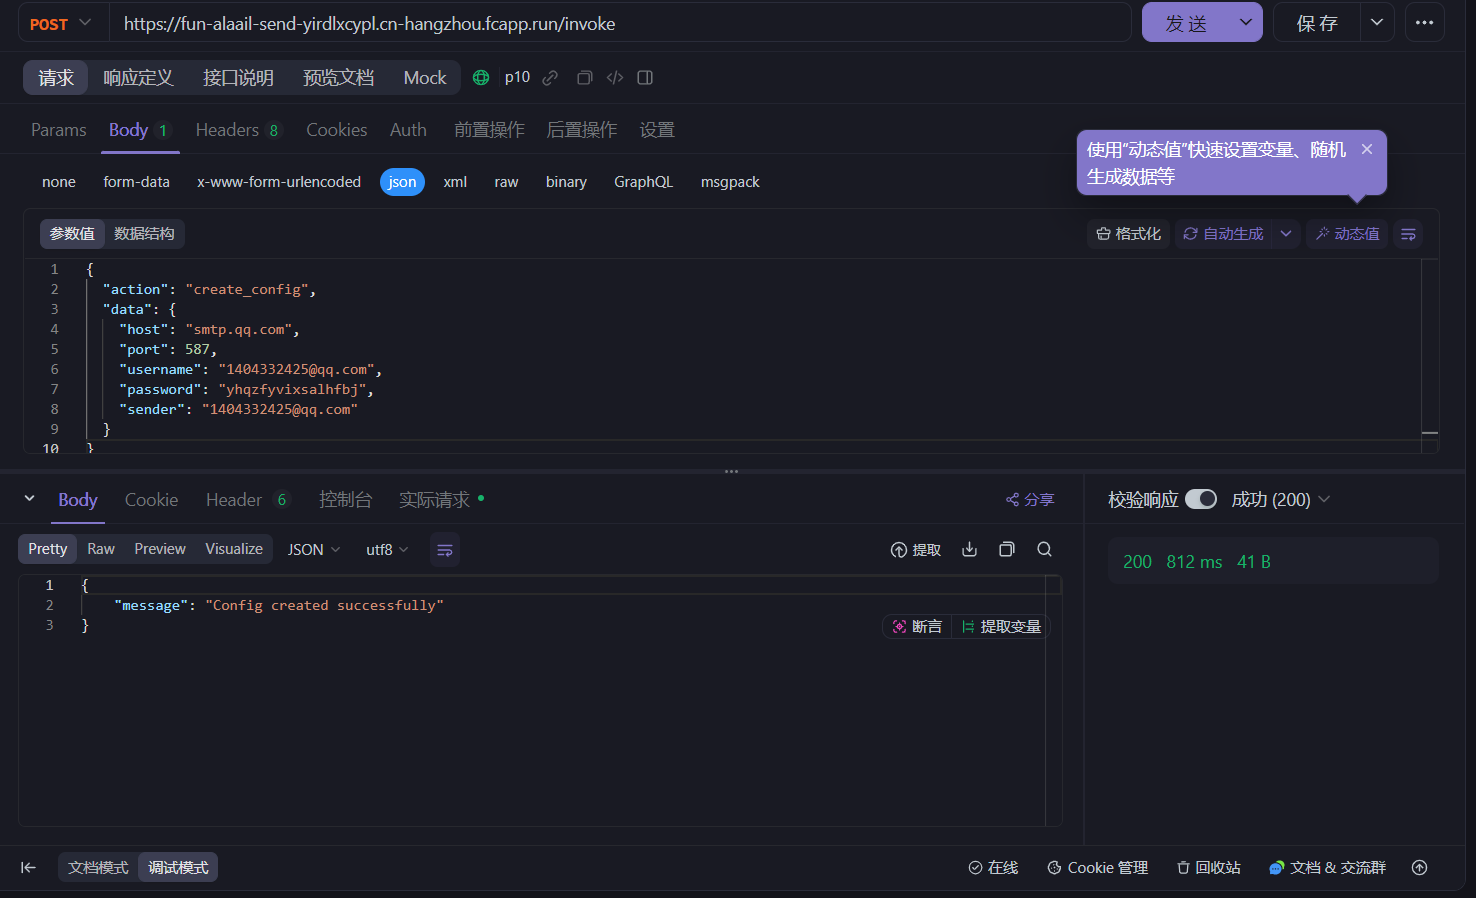 POST https://fun-alaail-send-yirdlxcypl.cn-hangzhou.fcapp.run/invoke 发 送 保 存
请求 响应定义 接口说明 预览文档 Mock p10
Params Body 1 Headers 8 Cookies Auth 前置操作 后置操作 设置
使用“动态值”快速设置变量、随机
生成数据等
none form-data x-www-form-urlencoded json xml raw binary GraphQL msgpack
参数值 数据结构 格式化 自动生成 动态值
1 {
2 "action": "create_config",
3 "data": {
4 "host": "smtp.qq.com",
5 "port": 587,
6 "username": "1404332425@qq.com",
7 "password": "yhqzfyvixsalhfbj",
8 "sender": "1404332425@qq.com"
9 }
10 }
Body Cookie Header 6 控制台 实际请求 分享 校验响应 成功 (200)
Pretty Raw Preview Visualize JSON utf8 提取
200 812 ms 41 B
1 {
2 "message": "Config created successfully"
3 }
断言 提取变量
文档模式 调试模式 在线 Cookie 管理 回收站 文档 & 交流群